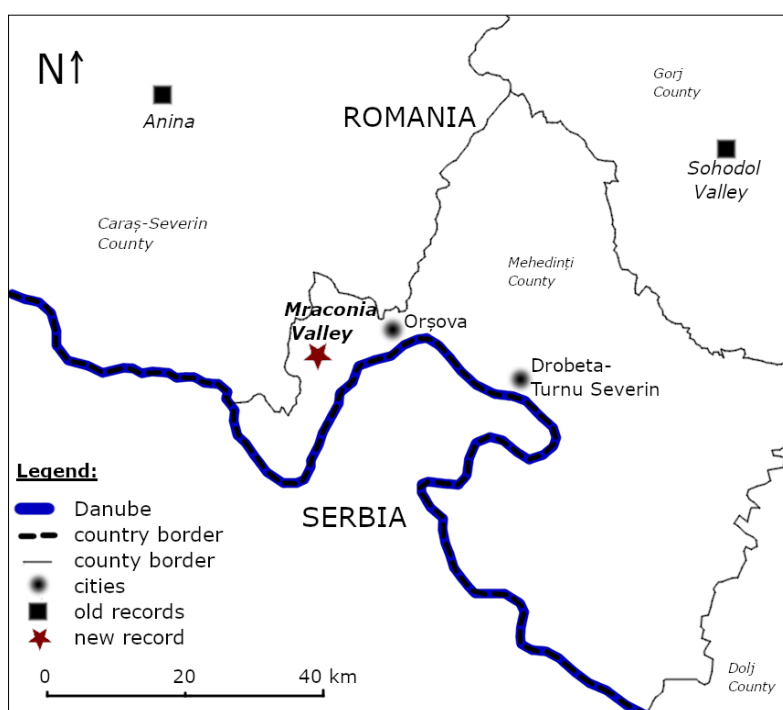 N↑
Anina
ROMANIA
Gorj
County
Sohodol
Valley
Caraș-Severin
County
Mehedinți
County
Mraconia
Valley
Orșova
Drobeta-
Turnu Severin
SERBIA
Legend:
Danube
country border
county border
cities
old records
new record
0 20 40 km
Dolj
County